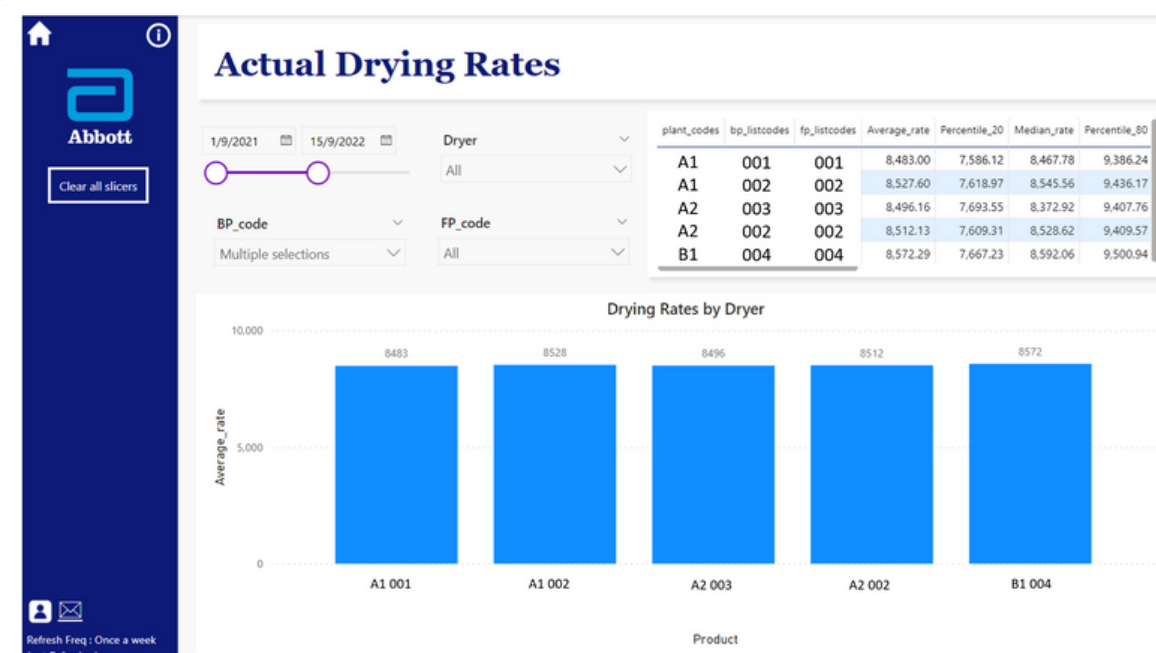 Abbott
Clear all slicers
Actual Drying Rates
1/9/2021 15/9/2022
Dryer
All
BP_code
Multiple selections
FP_code
All
plant_codes bp_listcodes fp_listcodes Average_rate Percentile_20 Median_rate Percentile_80
A1 001 001 8,483.00 7,586.12 8,467.78 9,386.24
A1 002 002 8,527.60 7,618.97 8,545.56 9,436.17
A2 003 003 8,496.16 7,693.55 8,372.92 9,407.76
A2 002 002 8,512.13 7,609.31 8,528.62 9,409.57
B1 004 004 8,572.29 7,667.23 8,592.06 9,500.94
Drying Rates by Dryer
10,000
8483 8528 8496 8512 8572
Average_rate
5,000
0
A1 001 A1 002 A2 003 A2 002 B1 004
Product
Refresh Freq : Once a week